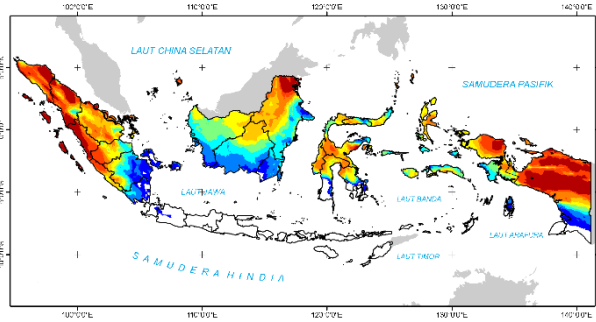 100°0'0"E 110°0'0"E 120°0'0"E 130°0'0"E 140°0'0"E
LAUT CHINA SELATAN
SAMUDERA PASIFIK
LAUT JAWA
LAUT BANDA
LAUT ARAFURA
LAUT TIMOR
SAMUDERA HINDIA
100°0'0"E 110°0'0"E 120°0'0"E 130°0'0"E 140°0'0"E